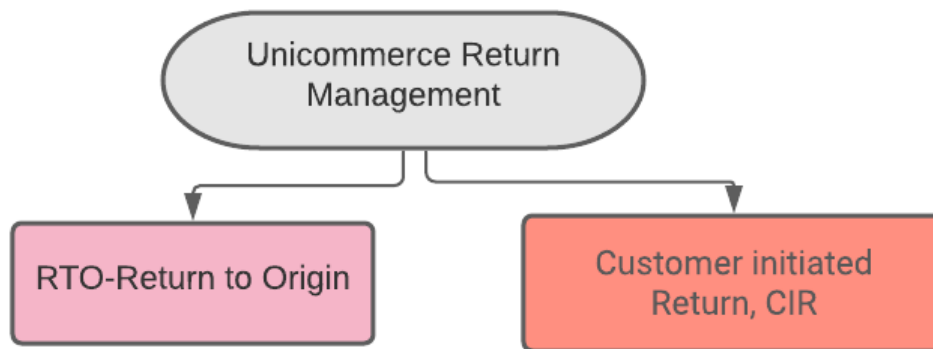 Unicommerce Return
Management
RTO-Return to Origin
Customer initiated
Return, CIR